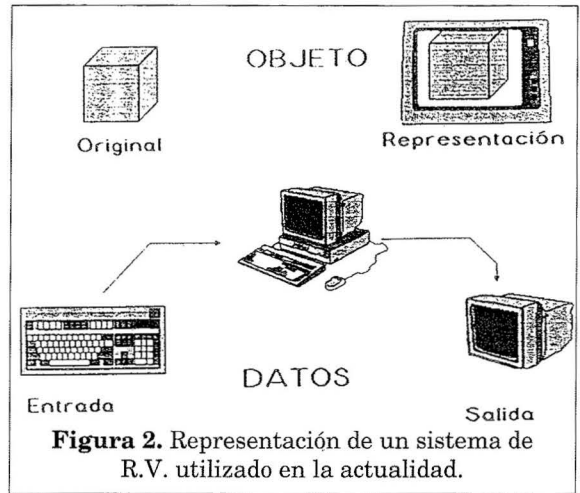 OBJETO
Original
Representación
DATOS
Entrada
Salida
Figura 2. Representación de un sistema de
R.V. utilizado en la actualidad.